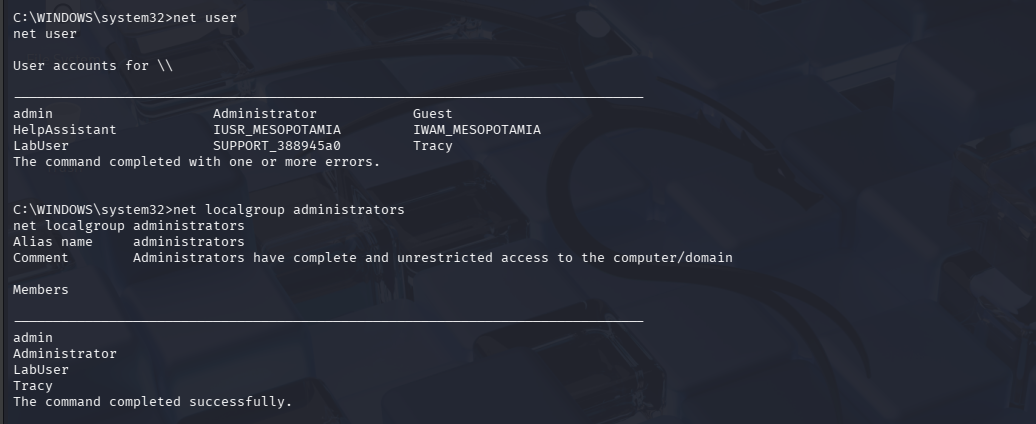 C:\WINDOWS\system32>net user
net user
User accounts for \\
admin Administrator Guest
HelpAssistant IUSR_MESOPOTAMIA IWAM_MESOPOTAMIA
LabUser SUPPORT_388945a0 Tracy
The command completed with one or more errors.
C:\WINDOWS\system32>net localgroup administrators
net localgroup administrators
Alias name administrators
Comment Administrators have complete and unrestricted access to the computer/domain
Members
admin
Administrator
LabUser
Tracy
The command completed successfully.